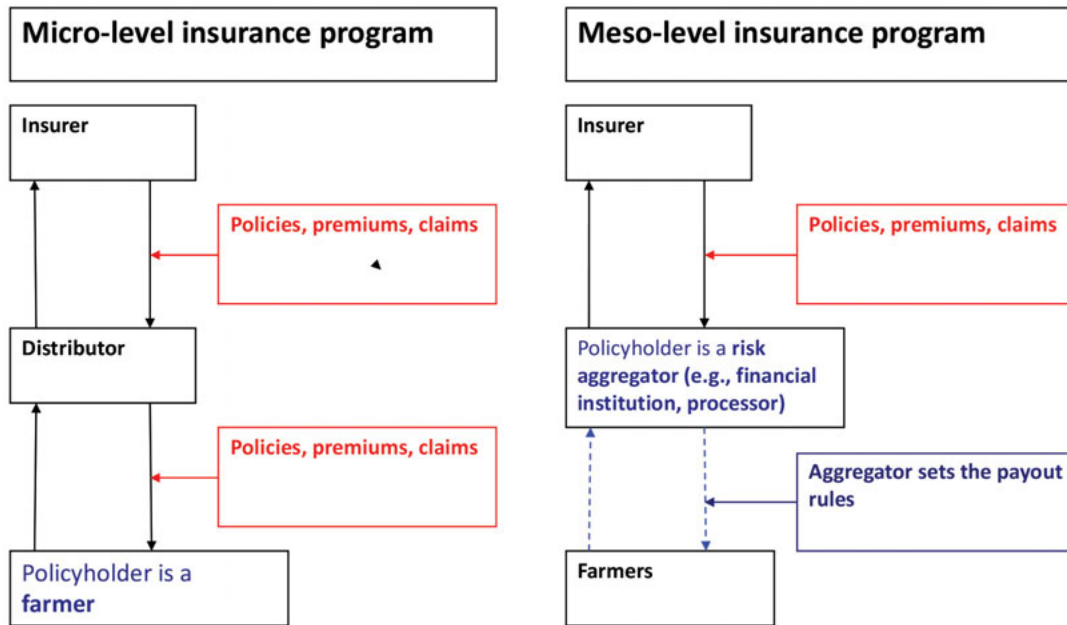 Micro-level insurance program
Insurer
Policies, premiums, claims
Distributor
Policies, premiums, claims
Policyholder is a
farmer
Meso-level insurance program
Insurer
Policies, premiums, claims
Policyholder is a risk
aggregator (e.g., financial
institution, processor)
Aggregator sets the payout
rules
Farmers